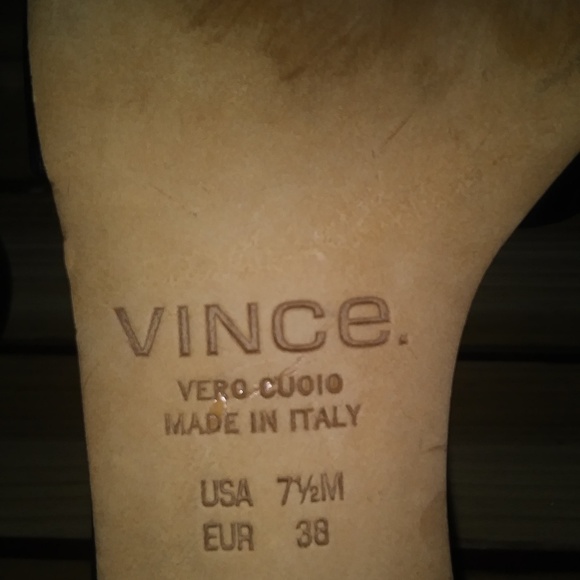 VINCE.
VERO CUOIO
MADE IN ITALY
USA 7½M
EUR 38